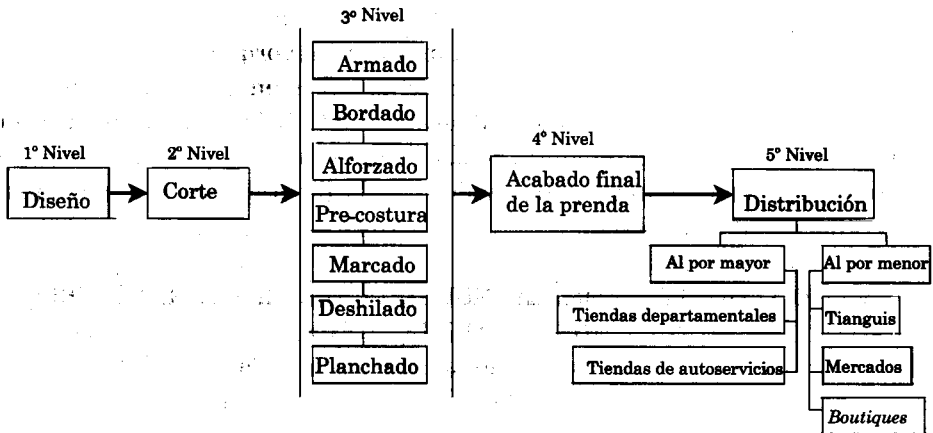 3º Nivel
Armado
Bordado
Alforzado
Pre-costura
Marcado
Deshilado
Planchado
1º Nivel
Diseño
2º Nivel
Corte
4º Nivel
Acabado final
de la prenda
5º Nivel
Distribución
Al por mayor
Tiendas departamentales
Tiendas de autoservicios
Al por menor
Tianguis
Mercados
Boutiques